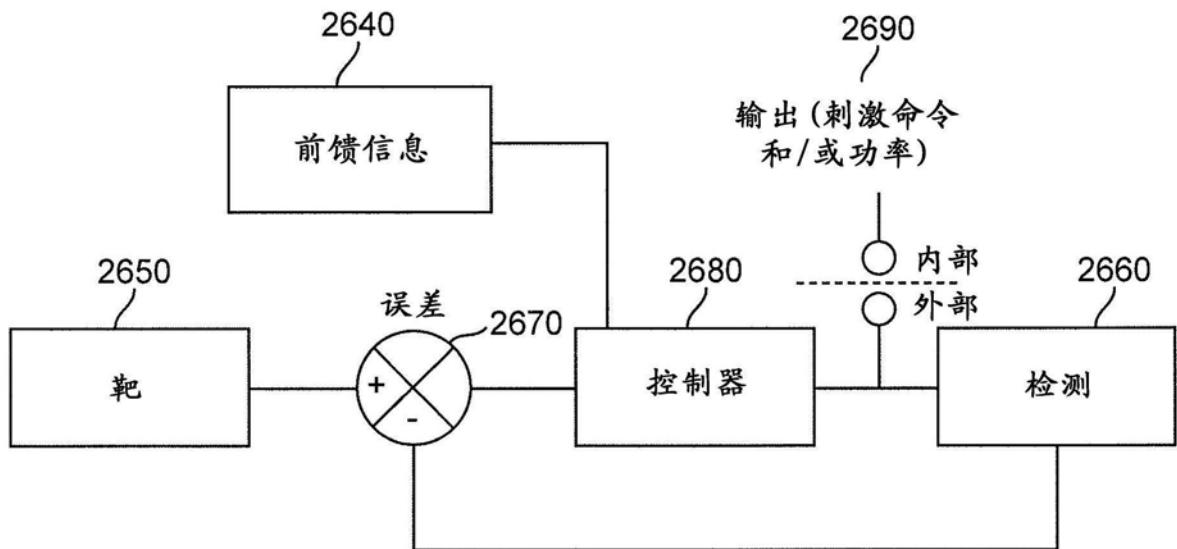 2640
2690
前馈信息
输出(刺激命令
和/或功率)
2650
误差
2670
2680
内部
外部
2660
靶
+
-
控制器
检测